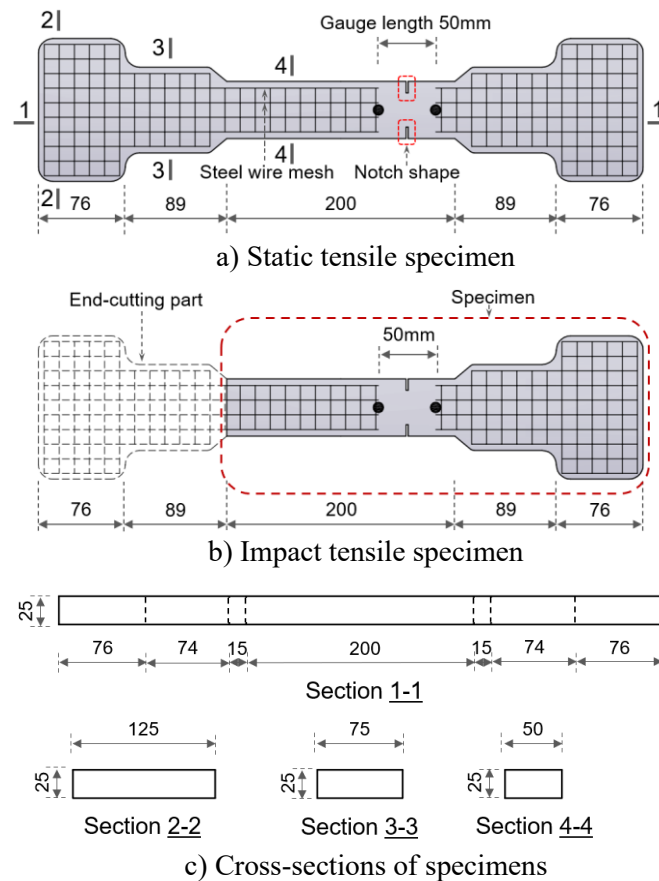 2
3
4
Gauge length 50mm
1
1
3
4
Steel wire mesh
Notch shape
2
76
89
200
89
76
a) Static tensile specimen
End-cutting part
Specimen
50mm
76
89
200
89
76
b) Impact tensile specimen
25
76
74
15
200
15
74
76
Section 1-1
125
75
50
25
25
25
Section 2-2
Section 3-3
Section 4-4
c) Cross-sections of specimens